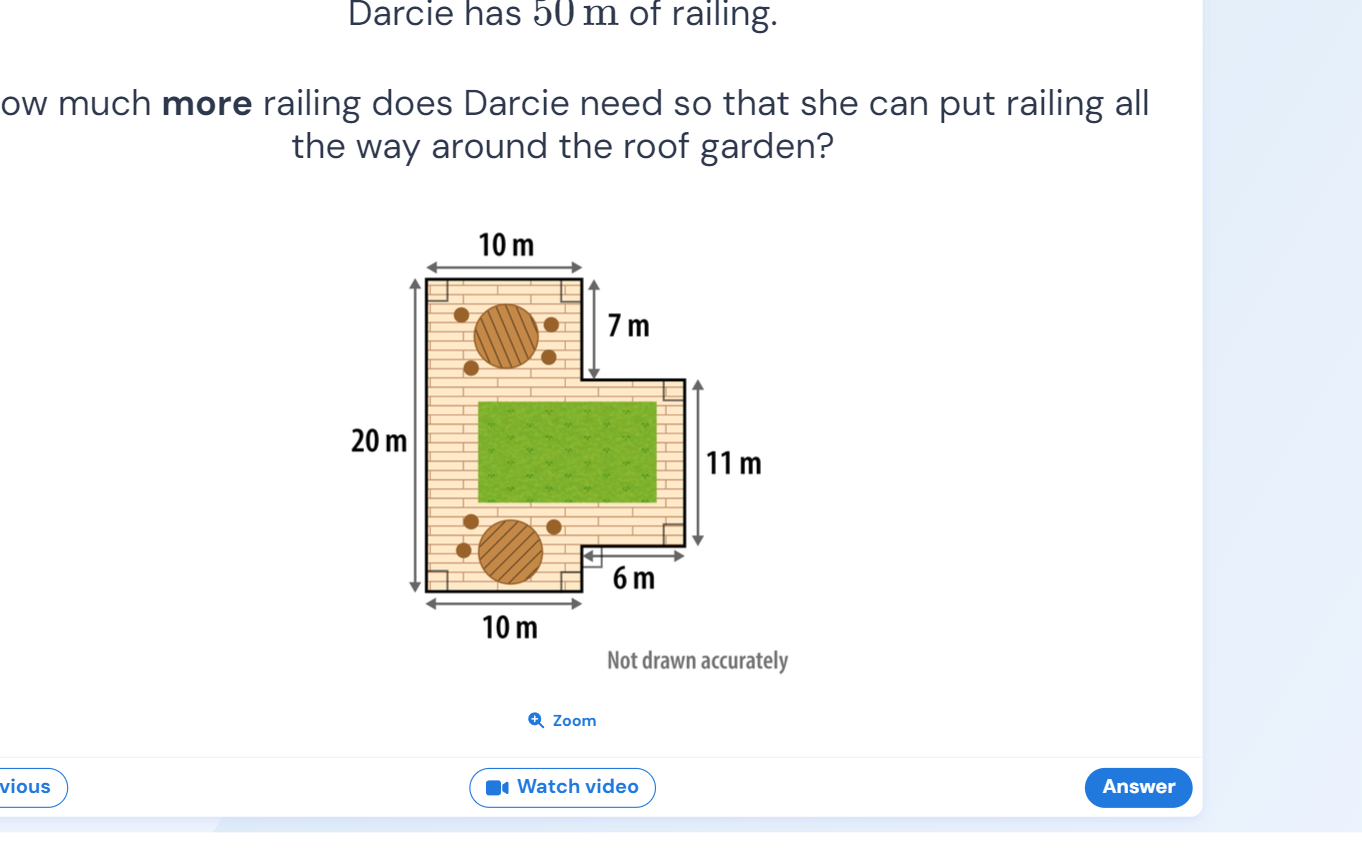 Darcie has 50 m of railing.
ow much more railing does Darcie need so that she can put railing all
the way around the roof garden?
10 m
7 m
20 m
11 m
6 m
10 m
Not drawn accurately
Zoom
vious
Watch video
Answer